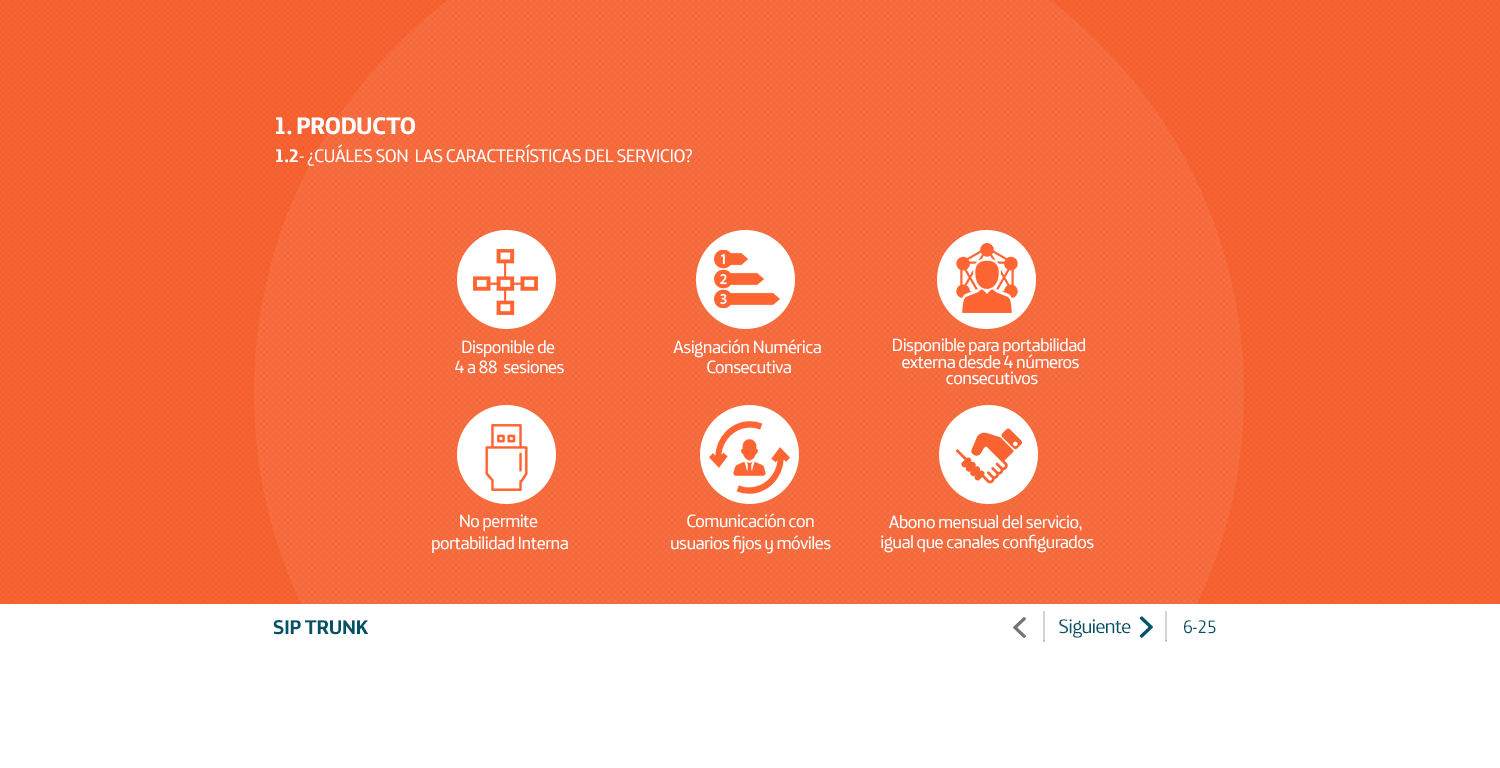 1. PRODUCTO
1.2- ¿CUÁLES SON LAS CARACTERÍSTICAS DEL SERVICIO?
Disponible de
4 a 88 sesiones
1
2
3
Asignación Numérica
Consecutiva
Disponible para portabilidad
externa desde 4 números
consecutivos
No permite
portabilidad Interna
Comunicación con
usuarios fijos y móviles
Abono mensual del servicio,
igual que canales configurados
SIP TRUNK
Siguiente
6-25